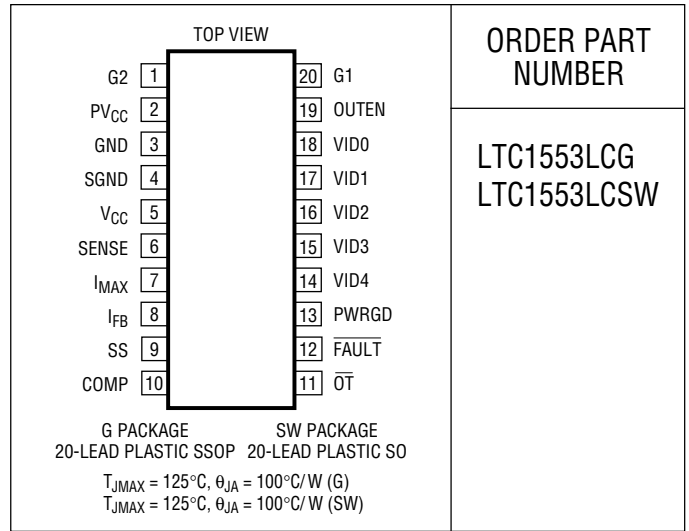 TOP VIEW
G2 1
PVCC 2
GND 3
SGND 4
VCC 5
SENSE 6
IMAX 7
IFB 8
SS 9
COMP 10
20 G1
19 OUTEN
18 VID0
17 VID1
16 VID2
15 VID3
14 VID4
13 PWRGD
12 FAULT
11 OT
G PACKAGE
20-LEAD PLASTIC SSOP
SW PACKAGE
20-LEAD PLASTIC SO
TJMAX = 125°C, θJA = 100°C/ W (G)
TJMAX = 125°C, θJA = 100°C/ W (SW)
ORDER PART
NUMBER
LTC1553LCG
LTC1553LCSW